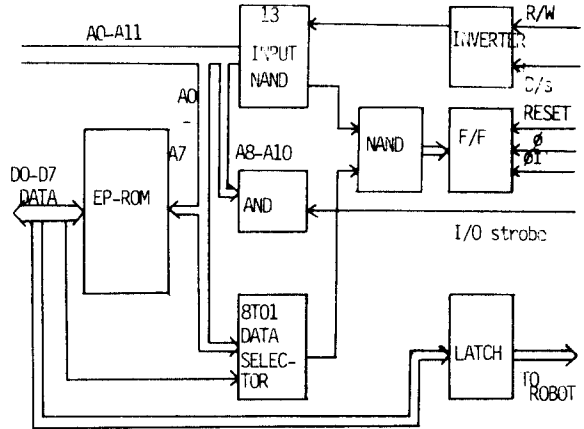 A0-A11
13
INPUT
NAND
INVERTER
R/W
D/s
RESET
A0
-
A7
NAND
F/F
Ø
Ø1
A8-A10
D0-D7
DATA
EP-ROM
AND
I/O strobe
8TO1
DATA
SELEC-
TOR
LATCH
TO
ROBOT